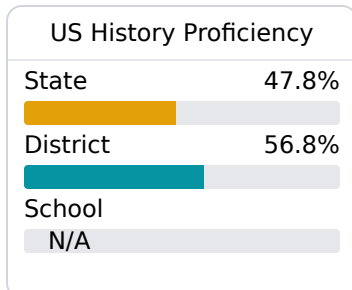 US History Proficiency
State 47.8%
District 56.8%
School
N/A